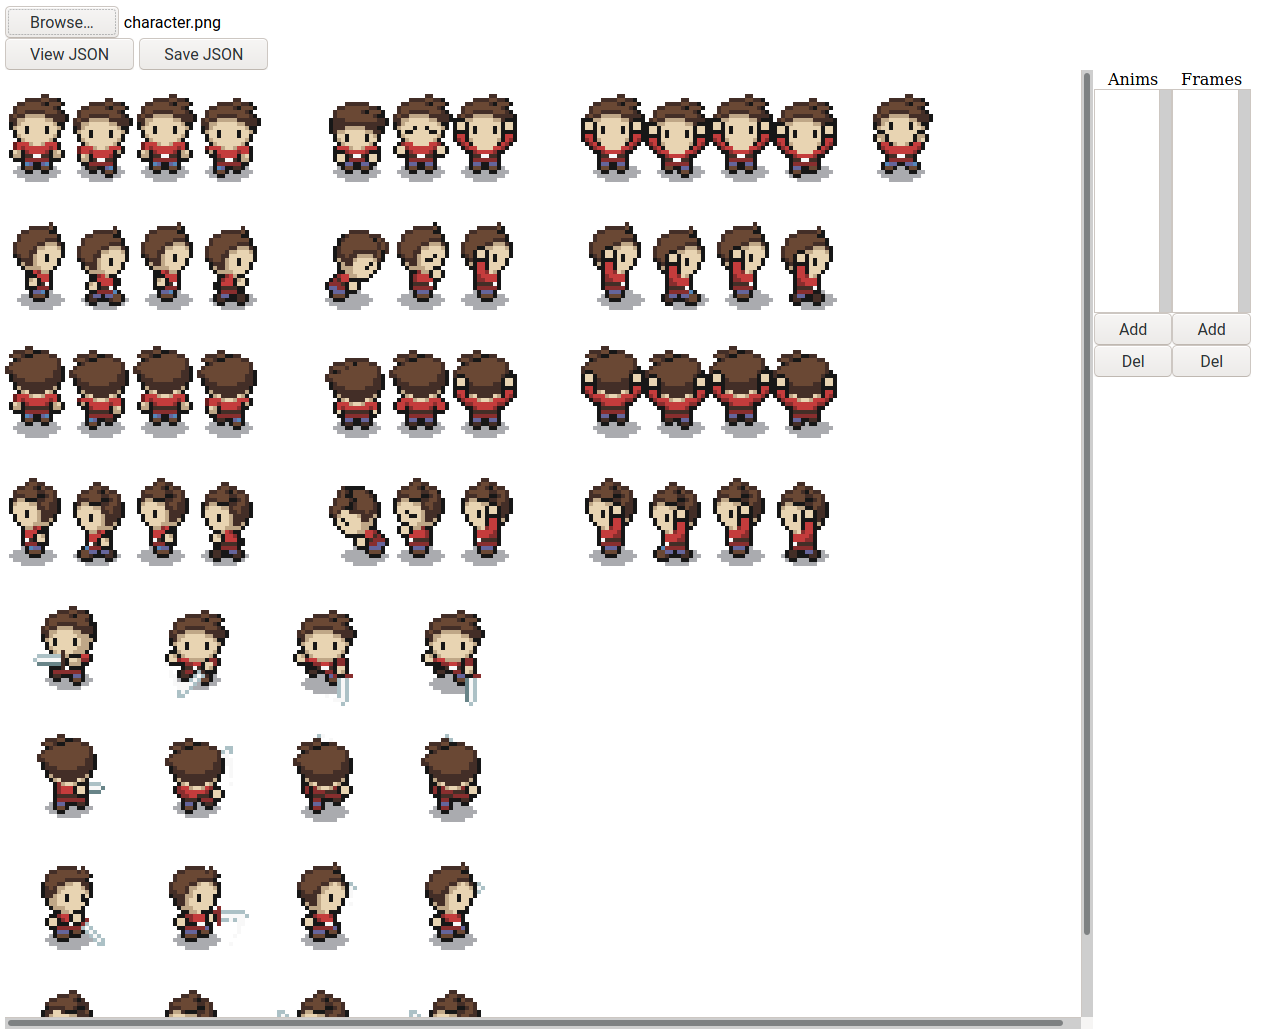 Browse... character.png
View JSON Save JSON
Anims Frames
Add Add
Del Del